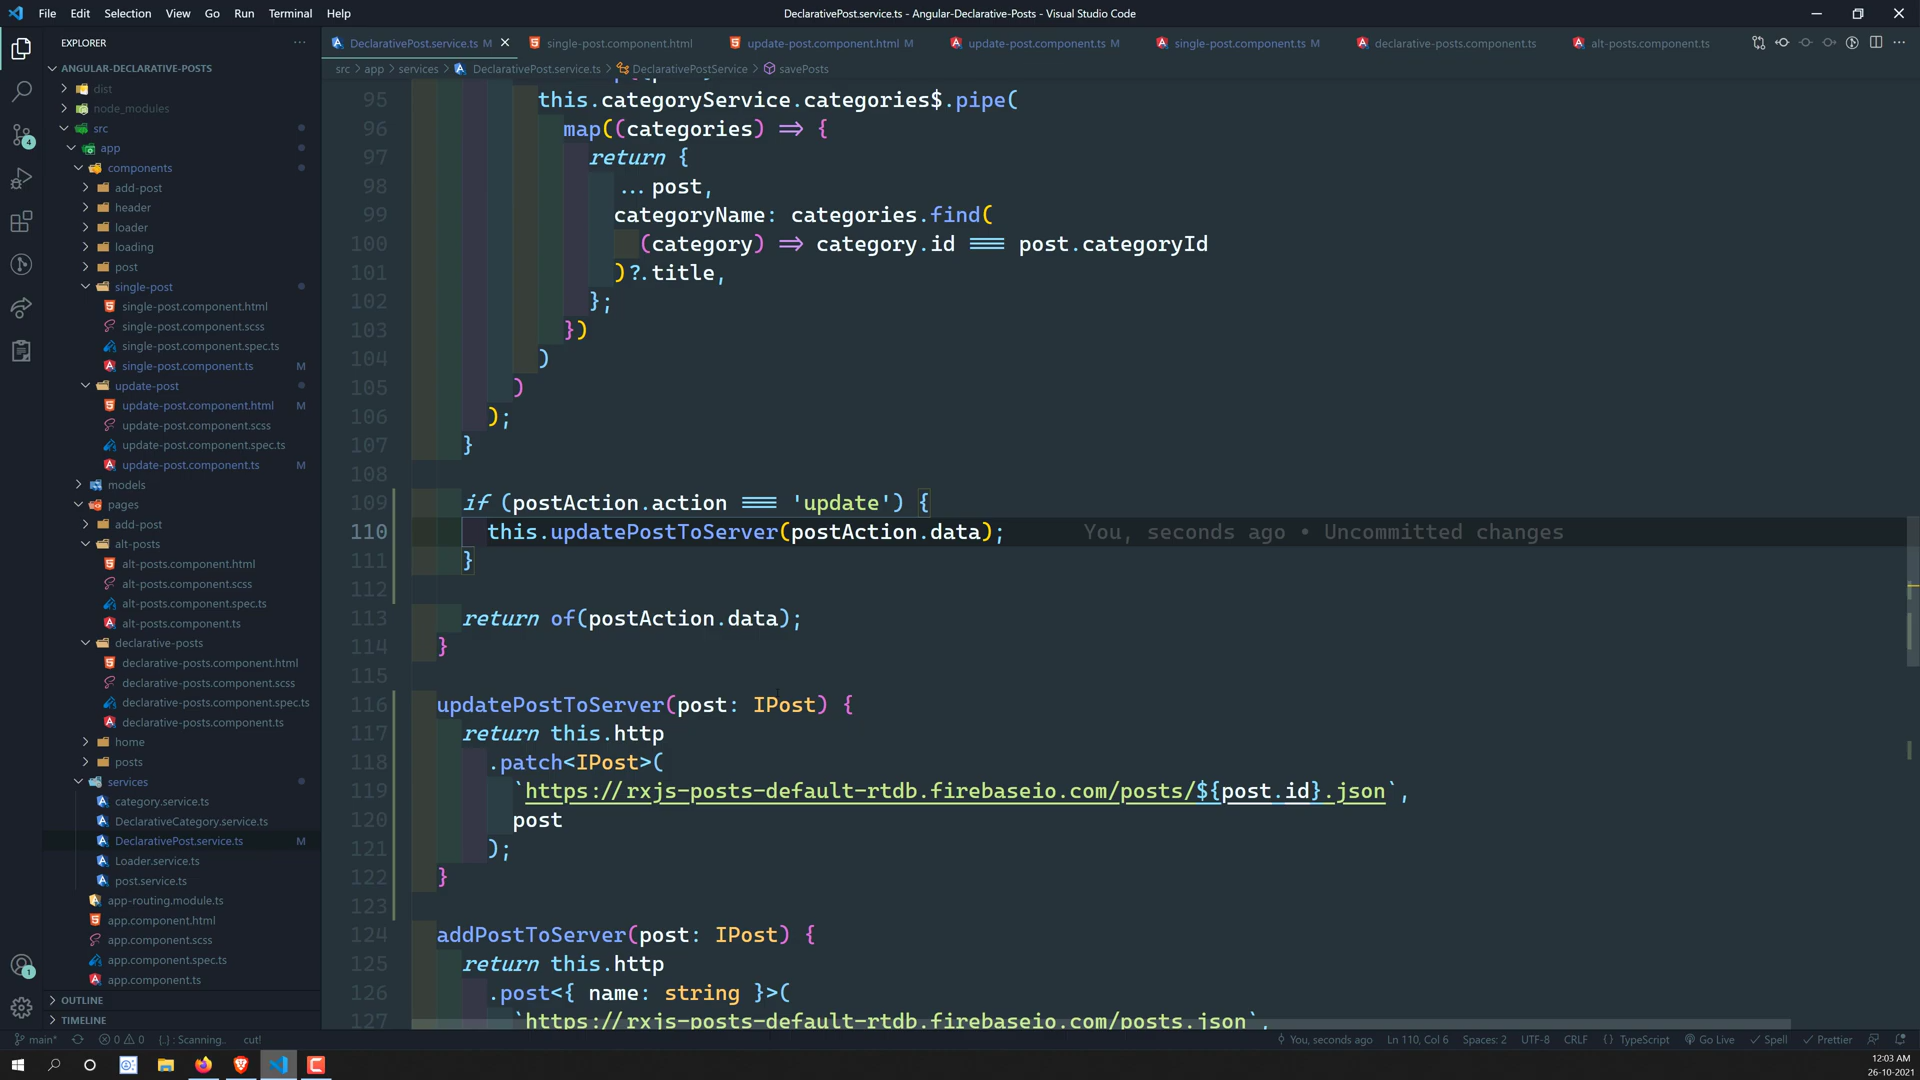 File Edit Selection View Go Run Terminal Help
DeclarativePost.service.ts - Angular-Declarative-Posts - Visual Studio Code
EXPLORER
ANGULAR-DECLARATIVE-POSTS
dist
node_modules
src
app
components
add-post
header
loader
loading
post
single-post
single-post.component.html
single-post.component.scss
single-post.component.spec.ts
single-post.component.ts M
update-post
update-post.component.html M
update-post.component.scss
update-post.component.spec.ts
update-post.component.ts M
models
pages
add-post
alt-posts
alt-posts.component.html
alt-posts.component.scss
alt-posts.component.spec.ts
alt-posts.component.ts
declarative-posts
declarative-posts.component.html
declarative-posts.component.scss
declarative-posts.component.spec.ts
declarative-posts.component.ts
home
posts
services
category.service.ts
DeclarativeCategory.service.ts
DeclarativePost.service.ts M
Loader.service.ts
post.service.ts
app-routing.module.ts
app.component.html
app.component.scss
app.component.spec.ts
app.component.ts
OUTLINE
TIMELINE
4
1
DeclarativePost.service.ts M
single-post.component.html
update-post.component.html M
update-post.component.ts M
single-post.component.ts M
declarative-posts.component.ts
alt-posts.component.ts
src > app > services > DeclarativePost.service.ts > DeclarativePostService > savePosts
95 this.categoryService.categories$.pipe(
96 map((categories) => {
97 return {
98 ...post,
99 categoryName: categories.find(
100 (category) => category.id === post.categoryId
101 )?.title,
102 };
103 })
104 )
105 )
106 );
107 }
108
109 if (postAction.action === 'update') {
110 this.updatePostToServer(postAction.data); You, seconds ago • Uncommitted changes
111 }
112
113 return of(postAction.data);
114 }
115
116 updatePostToServer(post: IPost) {
117 return this.http
118 .patch<IPost>(
119 `https://rxjs-posts-default-rtdb.firebaseio.com/posts/${post.id}.json`,
120 post
121 );
122 }
123
124 addPostToServer(post: IPost) {
125 return this.http
126 .post<{ name: string }>(
127 `https://rxjs-posts-default-rtdb.firebaseio.com/posts.json`,
main* 0 0 {..} : Scanning.. cut! You, seconds ago Ln 110, Col 6 Spaces: 2 UTF-8 CRLF {} TypeScript Go Live Spell Prettier
12:03 AM
26-10-2021